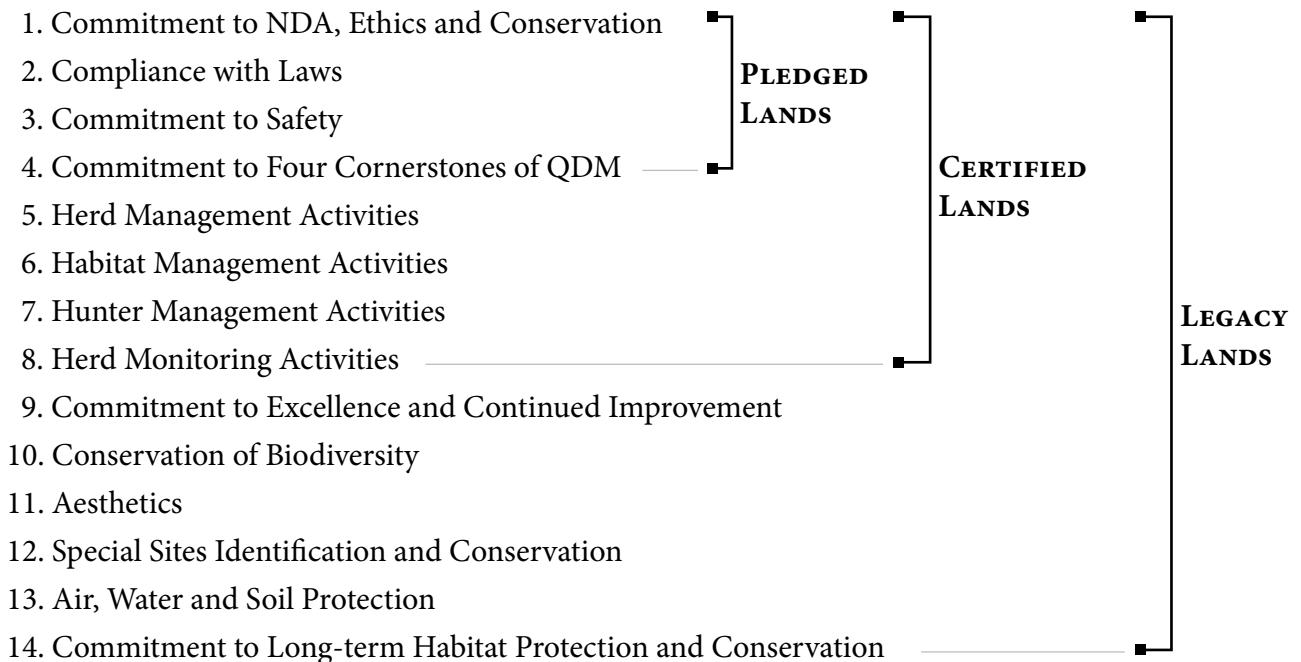 1. Commitment to NDA, Ethics and Conservation
2. Compliance with Laws
3. Commitment to Safety
4. Commitment to Four Cornerstones of QDM
5. Herd Management Activities
6. Habitat Management Activities
7. Hunter Management Activities
8. Herd Monitoring Activities
9. Commitment to Excellence and Continued Improvement
10. Conservation of Biodiversity
11. Aesthetics
12. Special Sites Identification and Conservation
13. Air, Water and Soil Protection
14. Commitment to Long-term Habitat Protection and Conservation
Pledged
Lands
Certified
Lands
Legacy
Lands